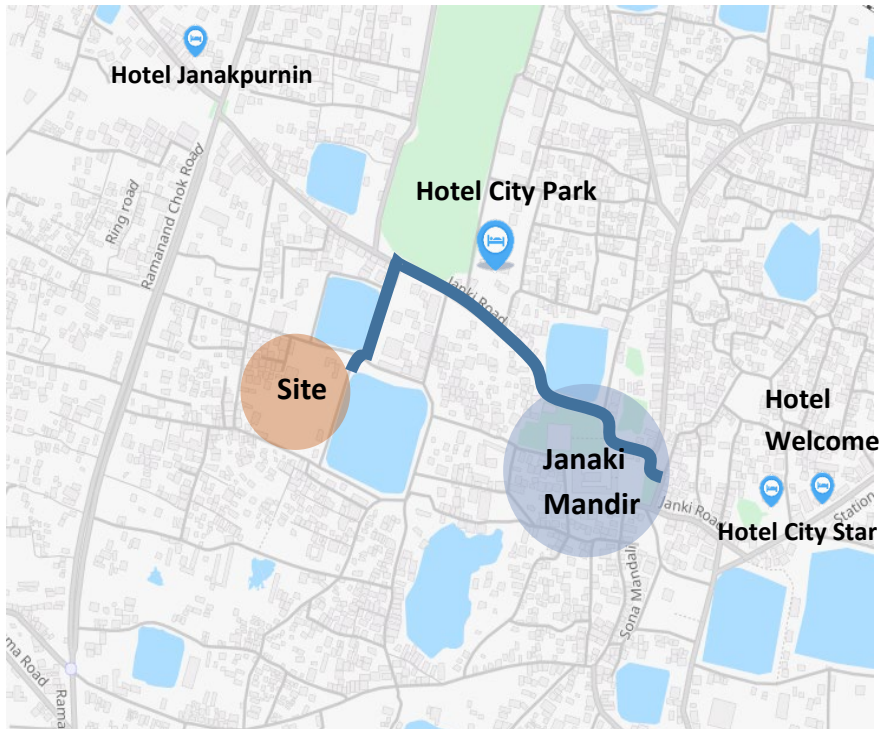 Hotel Janakpurnin
Ring road
Ramanand Chok Road
Hotel City Park
Janki Road
Site
Hotel
Welcome
Janaki
Mandir
Janki Road
Station
Hotel City Star
Sona Mandali
ma Road
Rama